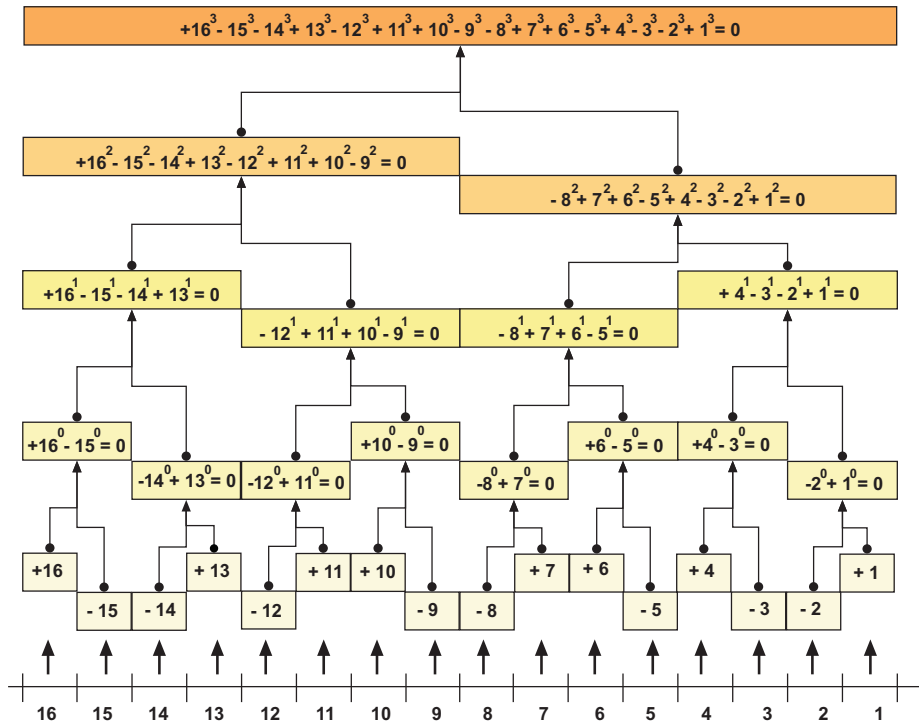 +16³ - 15³ - 14³ + 13³ - 12³ + 11³ + 10³ - 9³ - 8³ + 7³ + 6³ - 5³ + 4³ - 3³ - 2³ + 1³ = 0
+16² - 15² - 14² + 13² - 12² + 11² + 10² - 9² = 0
- 8² + 7² + 6² - 5² + 4² - 3² - 2² + 1² = 0
+16¹ - 15¹ - 14¹ + 13¹ = 0
+ 4¹ - 3¹ - 2¹ + 1¹ = 0
- 12¹ + 11¹ + 10¹ - 9¹ = 0
- 8¹ + 7¹ + 6¹ - 5¹ = 0
+16⁰ - 15⁰ = 0
+10⁰ - 9⁰ = 0
+6⁰ - 5⁰ = 0
+4⁰ - 3⁰ = 0
-14⁰ + 13⁰ = 0
-12⁰ + 11⁰ = 0
-8⁰ + 7⁰ = 0
-2⁰ + 1⁰ = 0
+16
+ 13
+ 11
+ 10
+ 7
+ 6
+ 4
+ 1
- 15
- 14
- 12
- 9
- 8
- 5
- 3
- 2
16 15 14 13 12 11 10 9 8 7 6 5 4 3 2 1